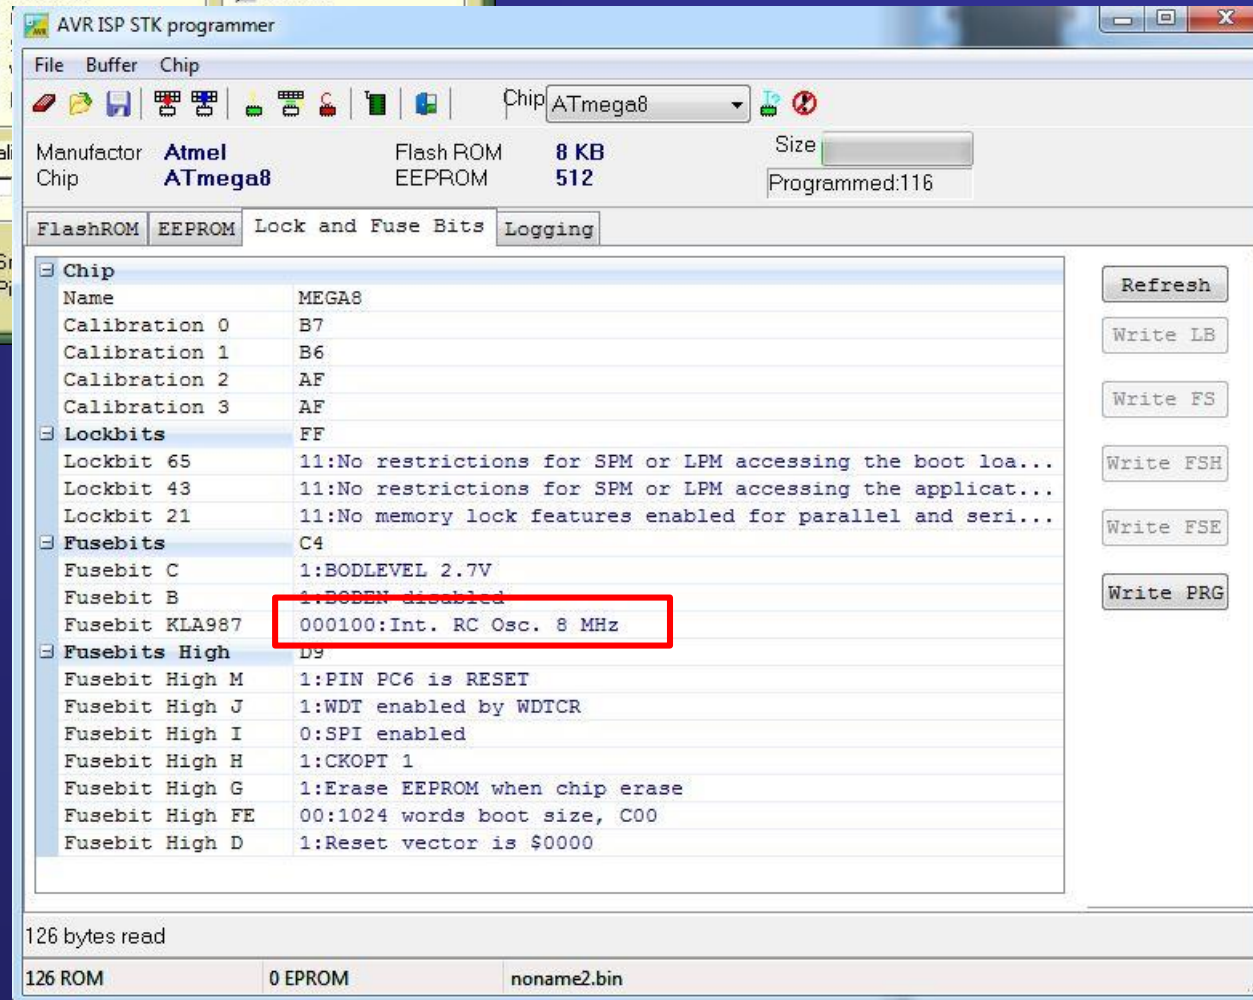 AVR ISP STK programmer
File Buffer Chip
Chip ATmega8
Manufactor Atmel Flash ROM 8 KB Size
Chip ATmega8 EEPROM 512 Programmed:116
FlashROM EEPROM Lock and Fuse Bits Logging
Chip
Name MEGA8
Calibration 0 B7
Calibration 1 B6
Calibration 2 AF
Calibration 3 AF
Lockbits FF
Lockbit 65 11:No restrictions for SPM or LPM accessing the boot loa...
Lockbit 43 11:No restrictions for SPM or LPM accessing the applicat...
Lockbit 21 11:No memory lock features enabled for parallel and seri...
Fusebits C4
Fusebit C 1:BODLEVEL 2.7V
Fusebit B 1:BODEN disabled
Fusebit KLA987 000100:Int. RC Osc. 8 MHz
Fusebits High D9
Fusebit High M 1:PIN PC6 is RESET
Fusebit High J 1:WDT enabled by WDTCR
Fusebit High I 0:SPI enabled
Fusebit High H 1:CKOPT 1
Fusebit High G 1:Erase EEPROM when chip erase
Fusebit High FE 00:1024 words boot size, C00
Fusebit High D 1:Reset vector is $0000
Refresh
Write LB
Write FS
Write FSH
Write FSE
Write PRG
126 bytes read
126 ROM 0 EPROM noname2.bin